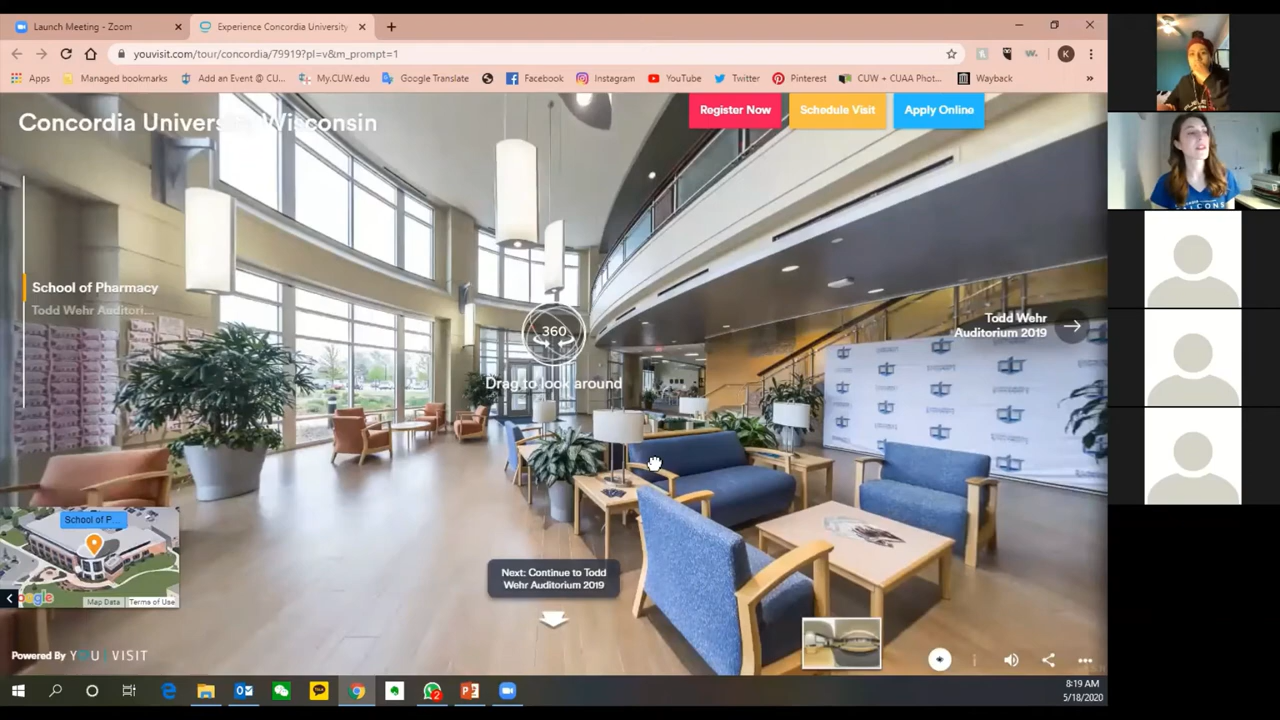 Launch Meeting - Zoom
Experience Concordia University
youvisit.com/tour/concordia/79919?pl=v&m_prompt=1
K
Apps
Managed bookmarks
Add an Event @ CU...
My.CUW.edu
Google Translate
Facebook
Instagram
YouTube
Twitter
Pinterest
CUW + CUAA Phot...
Wayback
Concordia University Wisconsin
Register Now
Schedule Visit
Apply Online
School of Pharmacy
Todd Wehr Auditori...
360
Drag to look around
Todd Wehr
Auditorium 2019
School of P...
Map Data
Terms of Use
Next: Continue to Todd
Wehr Auditorium 2019
Powered By YOUVISIT
2
8:19 AM
5/18/2020